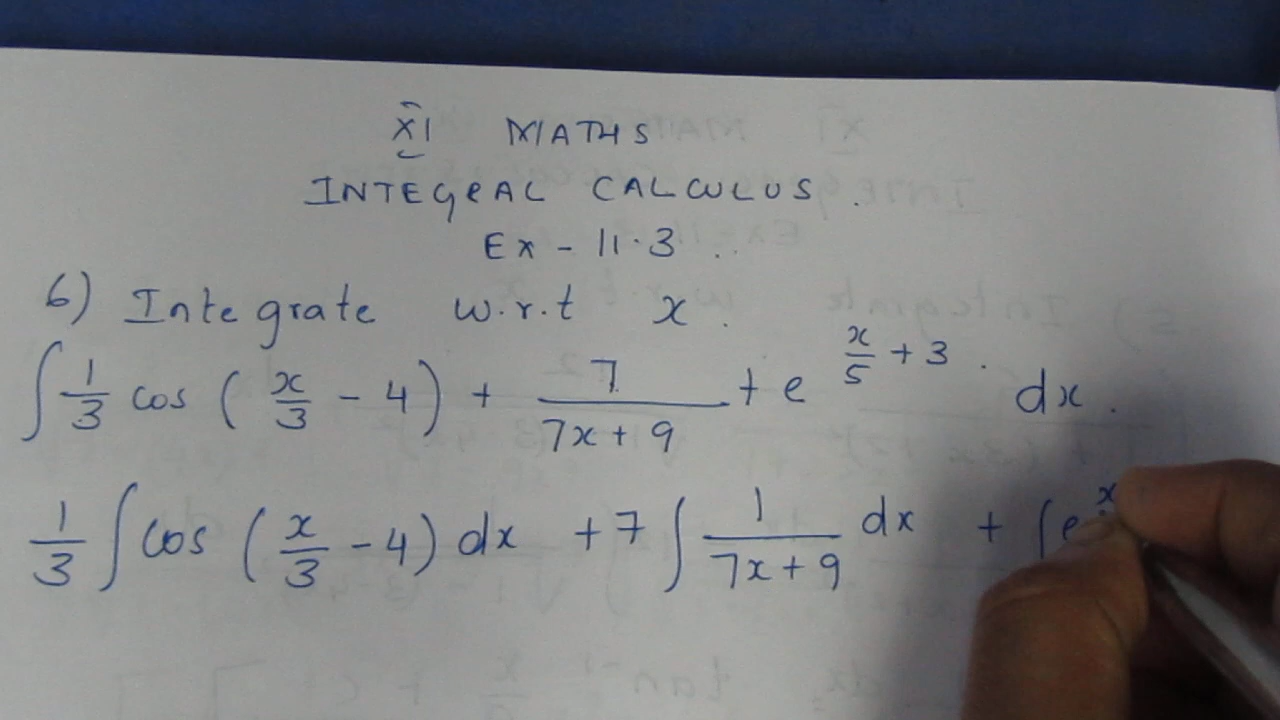 XI MATHS
INTEGRAL CALCULUS.
Ex - 11.3..
6) Integrate w.r.t x.
∫ 1/3 cos (x/3 - 4) + 7/(7x + 9) + e^(x/5 + 3). dx.
1/3 ∫ cos (x/3 - 4) dx + 7 ∫ 1/(7x + 9) dx + ∫ e^x